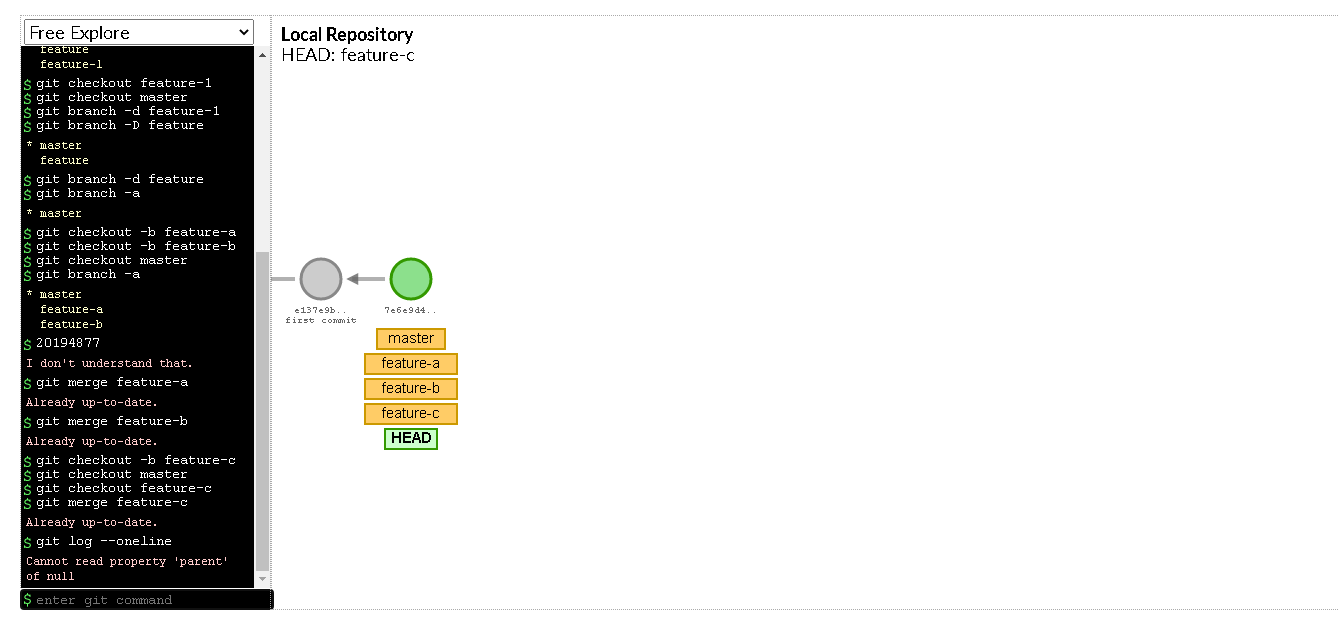 Free Explore
feature
feature-1
$ git checkout feature-1
$ git checkout master
$ git branch -d feature-1
$ git branch -D feature
* master
feature
$ git branch -d feature
$ git branch -a
* master
$ git checkout -b feature-a
$ git checkout -b feature-b
$ git checkout master
$ git branch -a
* master
feature-a
feature-b
$ 20194877
I don't understand that.
$ git merge feature-a
Already up-to-date.
$ git merge feature-b
Already up-to-date.
$ git checkout -b feature-c
$ git checkout master
$ git checkout feature-c
$ git merge feature-c
Already up-to-date.
$ git log --oneline
Cannot read property 'parent'
of null
$ enter git command
Local Repository
HEAD: feature-c
e137e9b..
first commit
7e6e9d4..
master
feature-a
feature-b
feature-c
HEAD